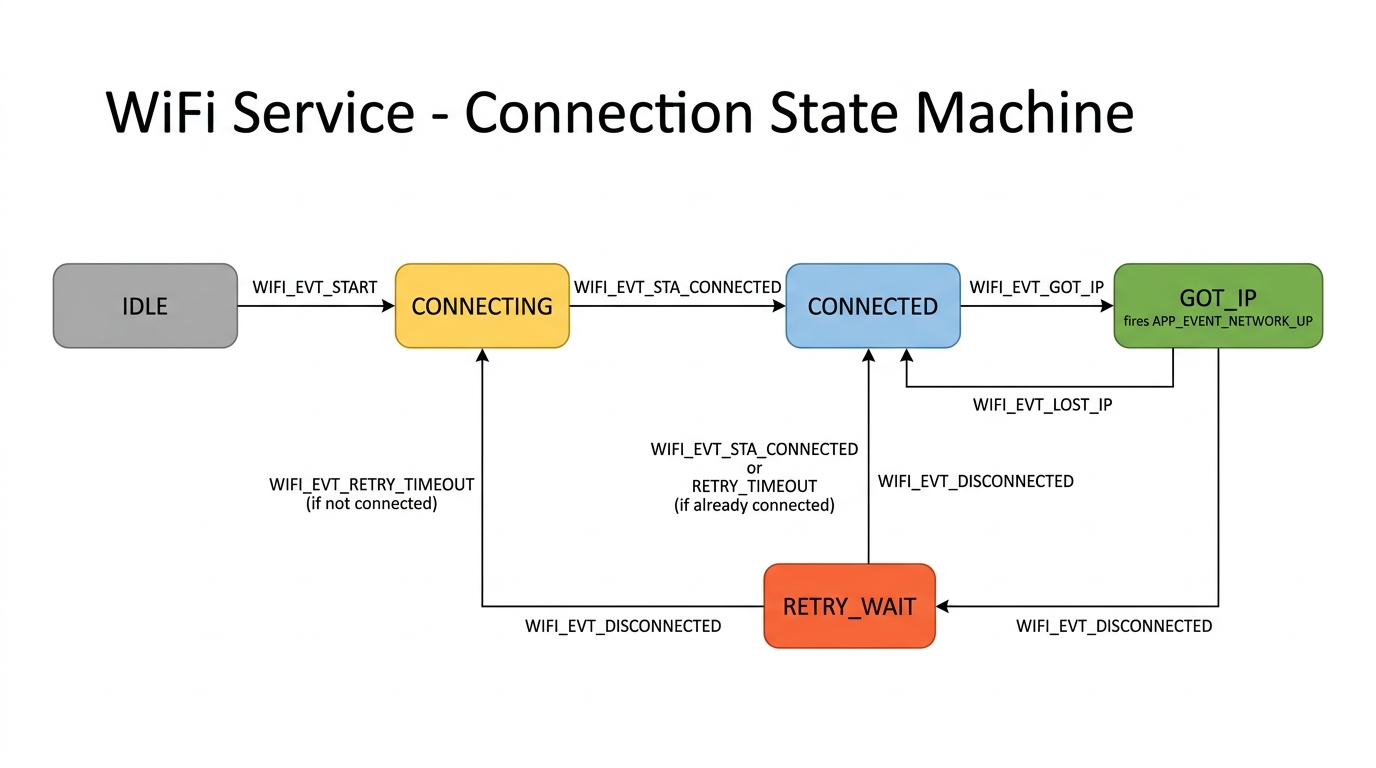 WiFi Service - Connection State Machine
IDLE
WIFI_EVT_START
CONNECTING
WIFI_EVT_STA_CONNECTED
CONNECTED
WIFI_EVT_GOT_IP
GOT_IP
fires APP_EVENT_NETWORK_UP
WIFI_EVT_LOST_IP
WIFI_EVT_RETRY_TIMEOUT
(if not connected)
WIFI_EVT_STA_CONNECTED
or
RETRY_TIMEOUT
(if already connected)
WIFI_EVT_DISCONNECTED
RETRY_WAIT
WIFI_EVT_DISCONNECTED
WIFI_EVT_DISCONNECTED